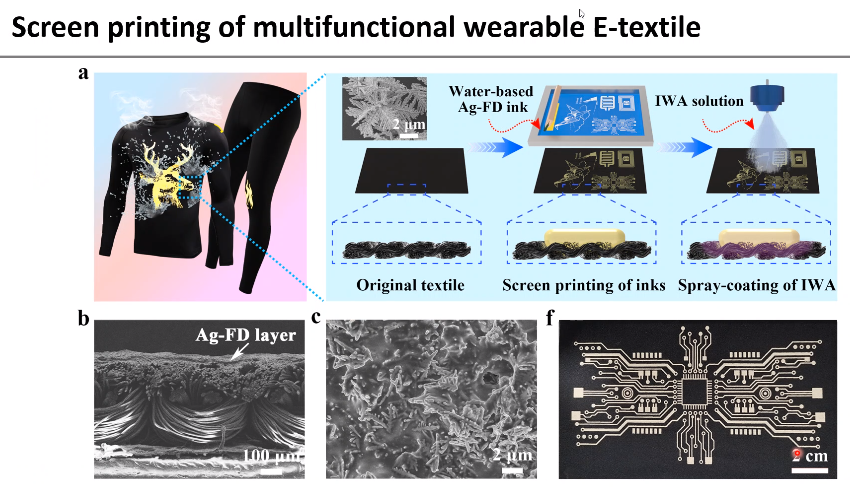 Screen printing of multifunctional wearable E-textile
a
2 μm
Water-based
Ag-FD ink
IWA solution
Original textile
Screen printing of inks
Spray-coating of IWA
b
Ag-FD layer
100 μm
c
2 μm
f
2 cm